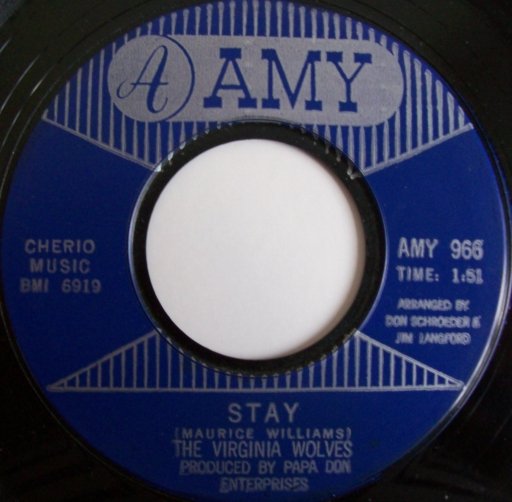 A AMY
CHERIO
MUSIC
BMI 6919
AMY 966
TIME: 1:51
ARRANGED BY
DON SCHROEDER &
JIM LANGFORD
STAY
(MAURICE WILLIAMS)
THE VIRGINIA WOLVES
PRODUCED BY PAPA DON
ENTERPRISES